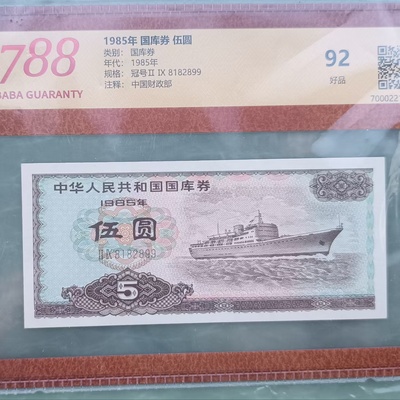 788
BABA GUARANTY
1985年 国库券 伍圆
类别： 国库券
年代： 1985年
规格： 冠号II IX 8182899
注释： 中国财政部
92
好品
700022
中华人民共和国国库券
1985年
伍圆
II IX 8182899
5
5